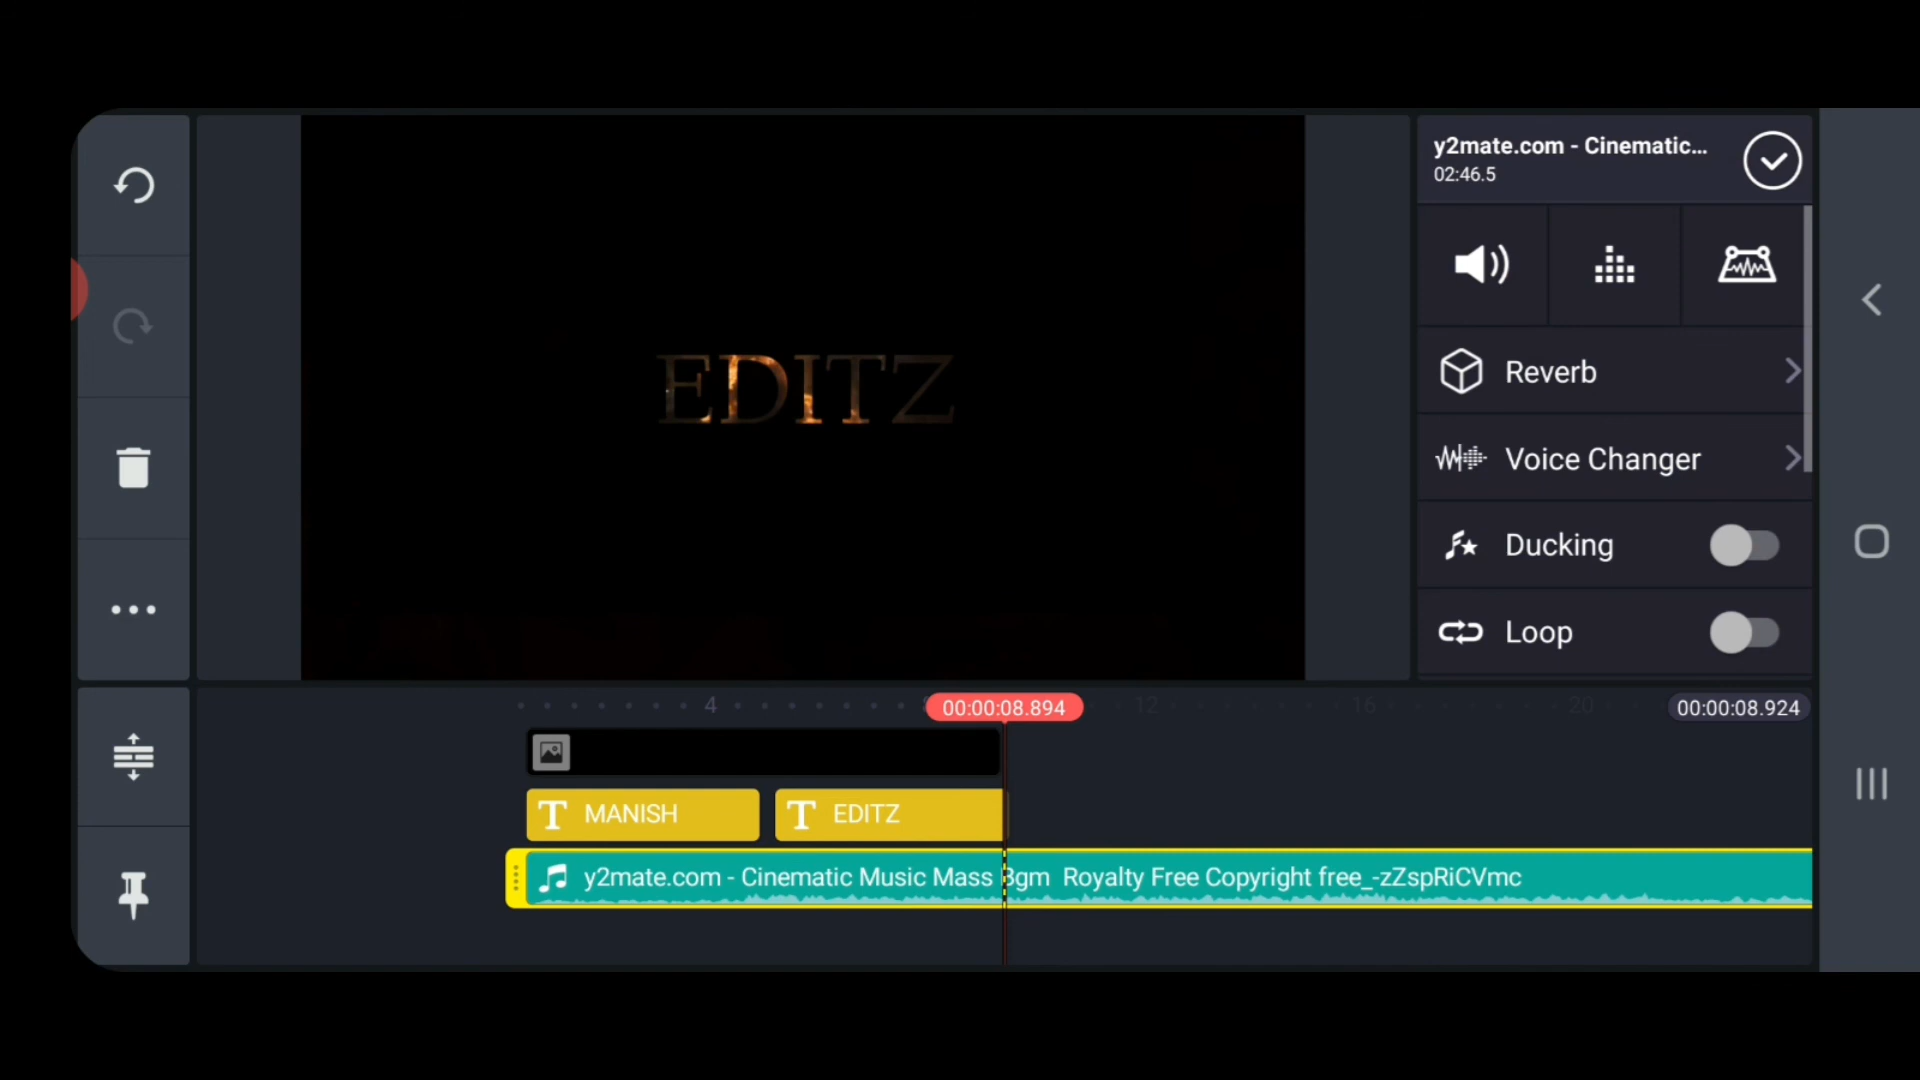 y2mate.com - Cinematic...
02:46.5
EDITZ
Reverb
Voice Changer
Ducking
Loop
4
00:00:08.894
12
16
20
00:00:08.924
T MANISH
T EDITZ
y2mate.com - Cinematic Music Mass Bgm Royalty Free Copyright free_-zZspRiCVmc